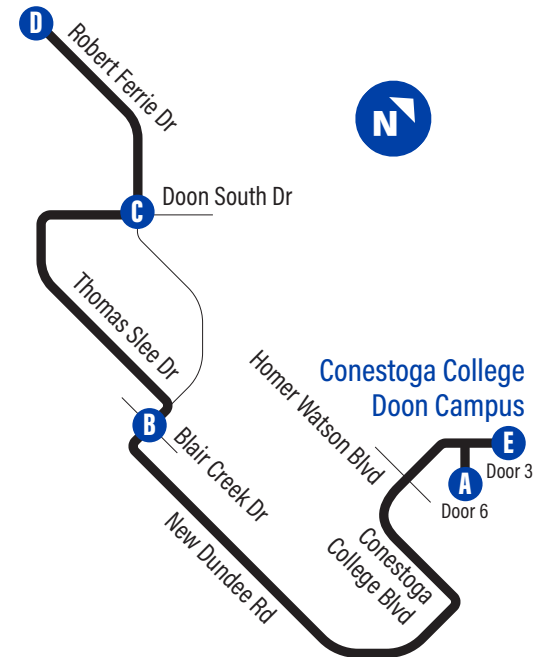 D
Robert Ferrie Dr
N
C
Doon South Dr
Thomas Slee Dr
Homer Watson Blvd
Conestoga College
Doon Campus
B
Blair Creek Dr
E
Door 3
A
Door 6
New Dundee Rd
Conestoga
College Blvd